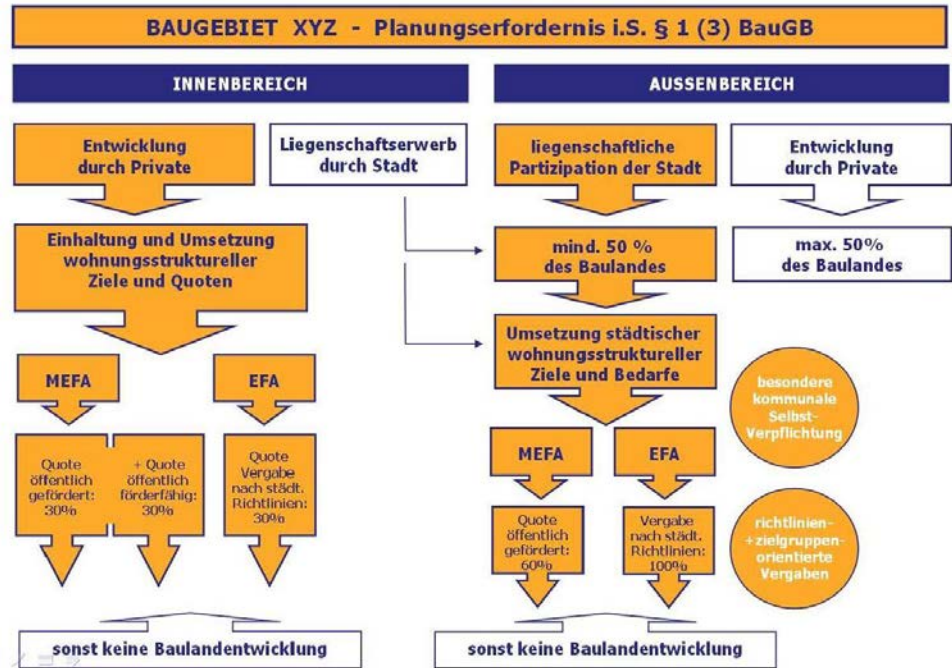 BAUGEBIET XYZ - Planungserfordernis i.S. § 1 (3) BauGB
INNENBEREICH
Entwicklung
durch Private
Liegenschaftserwerb
durch Stadt
Einhaltung und Umsetzung
wohnungsstruktureller
Ziele und Quoten
MEFA
EFA
Quote
öffentlich
gefördert:
30%
+ Quote
öffentlich
förderfähig:
30%
Quote
Vergabe
nach städt.
Richtlinien:
30%
sonst keine Baulandentwicklung
AUSSENBEREICH
liegenschaftliche
Partizipation der Stadt
Entwicklung
durch Private
mind. 50 %
des Baulandes
max. 50%
des Baulandes
Umsetzung städtischer
wohnungsstruktureller
Ziele und Bedarfe
MEFA
EFA
Quote
öffentlich
gefördert:
60%
Vergabe
nach städt.
Richtlinien:
100%
besondere
kommunale
Selbst-
Verpflichtung
richtlinien-
+zielgruppen-
orientierte
Vergaben
sonst keine Baulandentwicklung